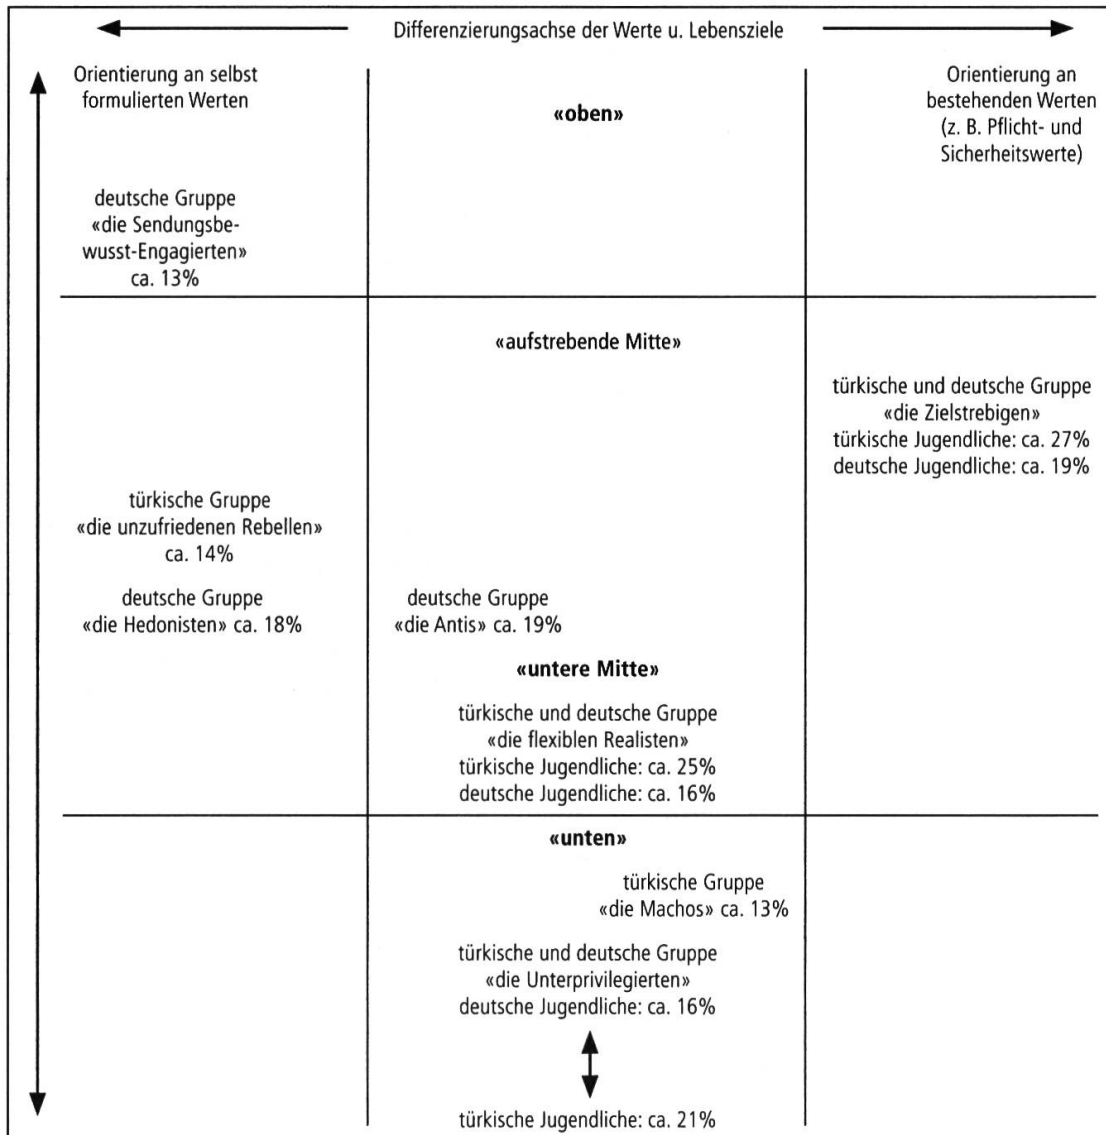 Differenzierungsachse der Werte u. Lebensziele
Orientierung an selbst
formulierten Werten
«oben»
Orientierung an
bestehenden Werten
(z. B. Pflicht- und
Sicherheitswerte)
deutsche Gruppe
«die Sendungsbe-
wusst-Engagierten»
ca. 13%
«aufstrebende Mitte»
türkische und deutsche Gruppe
«die Zielstrebigen»
türkische Jugendliche: ca. 27%
deutsche Jugendliche: ca. 19%
türkische Gruppe
«die unzufriedenen Rebellen»
ca. 14%
deutsche Gruppe
«die Hedonisten» ca. 18%
deutsche Gruppe
«die Antis» ca. 19%
«untere Mitte»
türkische und deutsche Gruppe
«die flexiblen Realisten»
türkische Jugendliche: ca. 25%
deutsche Jugendliche: ca. 16%
«unten»
türkische Gruppe
«die Machos» ca. 13%
türkische und deutsche Gruppe
«die Unterprivilegierten»
deutsche Jugendliche: ca. 16%
türkische Jugendliche: ca. 21%